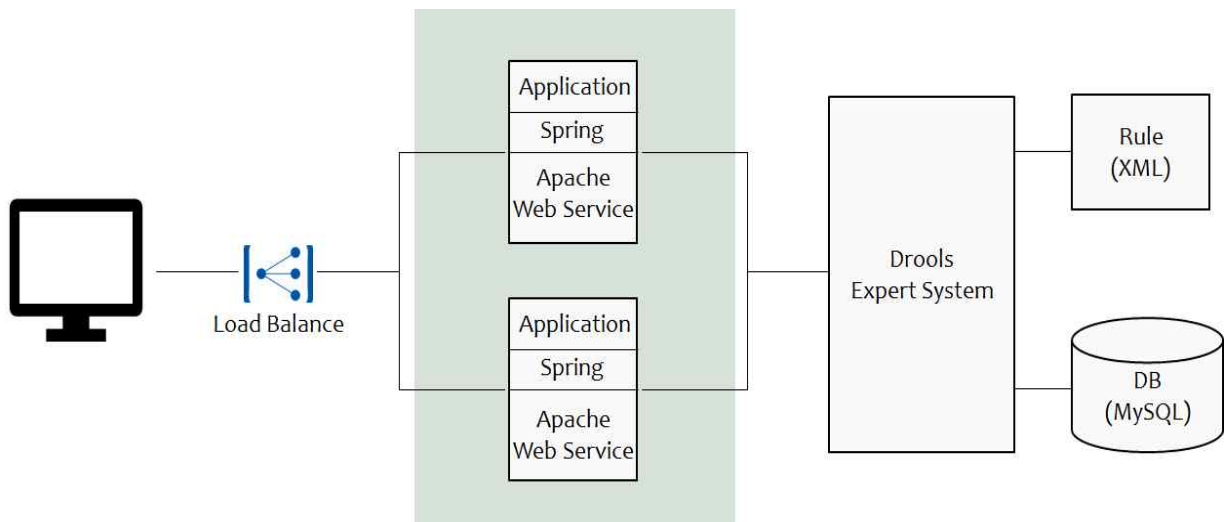 Load Balance
Application
Spring
Apache
Web Service
Application
Spring
Apache
Web Service
Drools
Expert System
Rule
(XML)
DB
(MySQL)